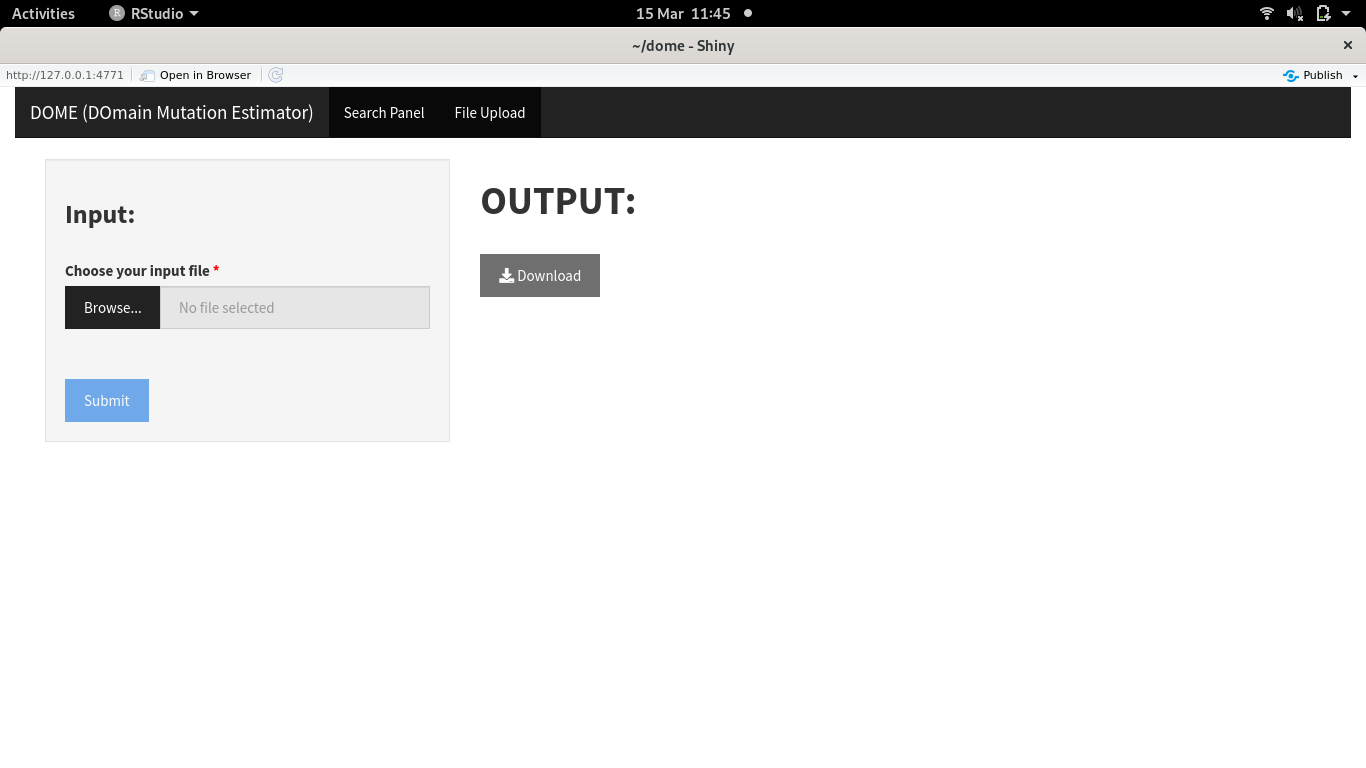 Activities RStudio 15 Mar 11:45
~/dome - Shiny ×
http://127.0.0.1:4771 Open in Browser Publish
DOME (DOmain Mutation Estimator) Search Panel File Upload
Input:
Choose your input file *
Browse... No file selected
Submit
OUTPUT:
Download